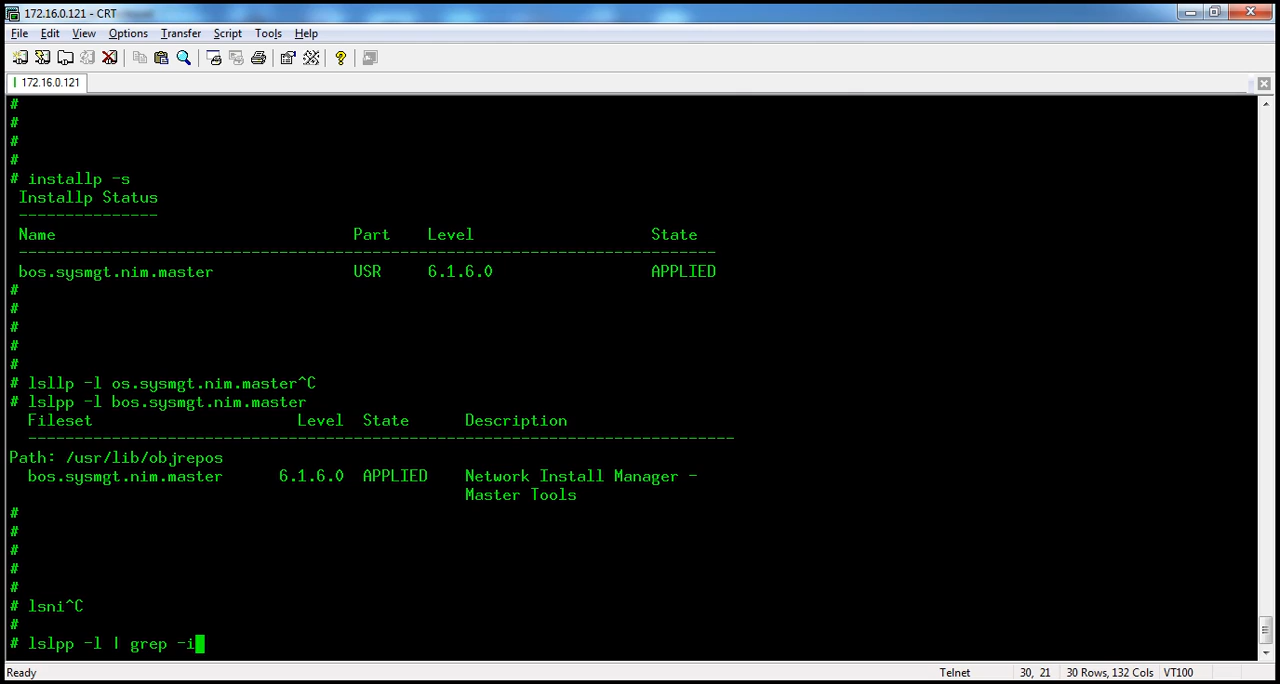 172.16.0.121 - CRT
File Edit View Options Transfer Script Tools Help
172.16.0.121
#
#
#
#
# installp -s
Installp Status
---------------
Name Part Level State
---------------------------------------------------------------------------
bos.sysmgt.nim.master USR 6.1.6.0 APPLIED
#
#
#
#
#
# lsllp -l os.sysmgt.nim.master^C
# lslpp -l bos.sysmgt.nim.master
Fileset Level State Description
----------------------------------------------------------------------------
Path: /usr/lib/objrepos
bos.sysmgt.nim.master 6.1.6.0 APPLIED Network Install Manager -
Master Tools
#
#
#
#
#
# lsni^C
#
# lslpp -l | grep -i
Ready Telnet 30, 21 30 Rows, 132 Cols VT100